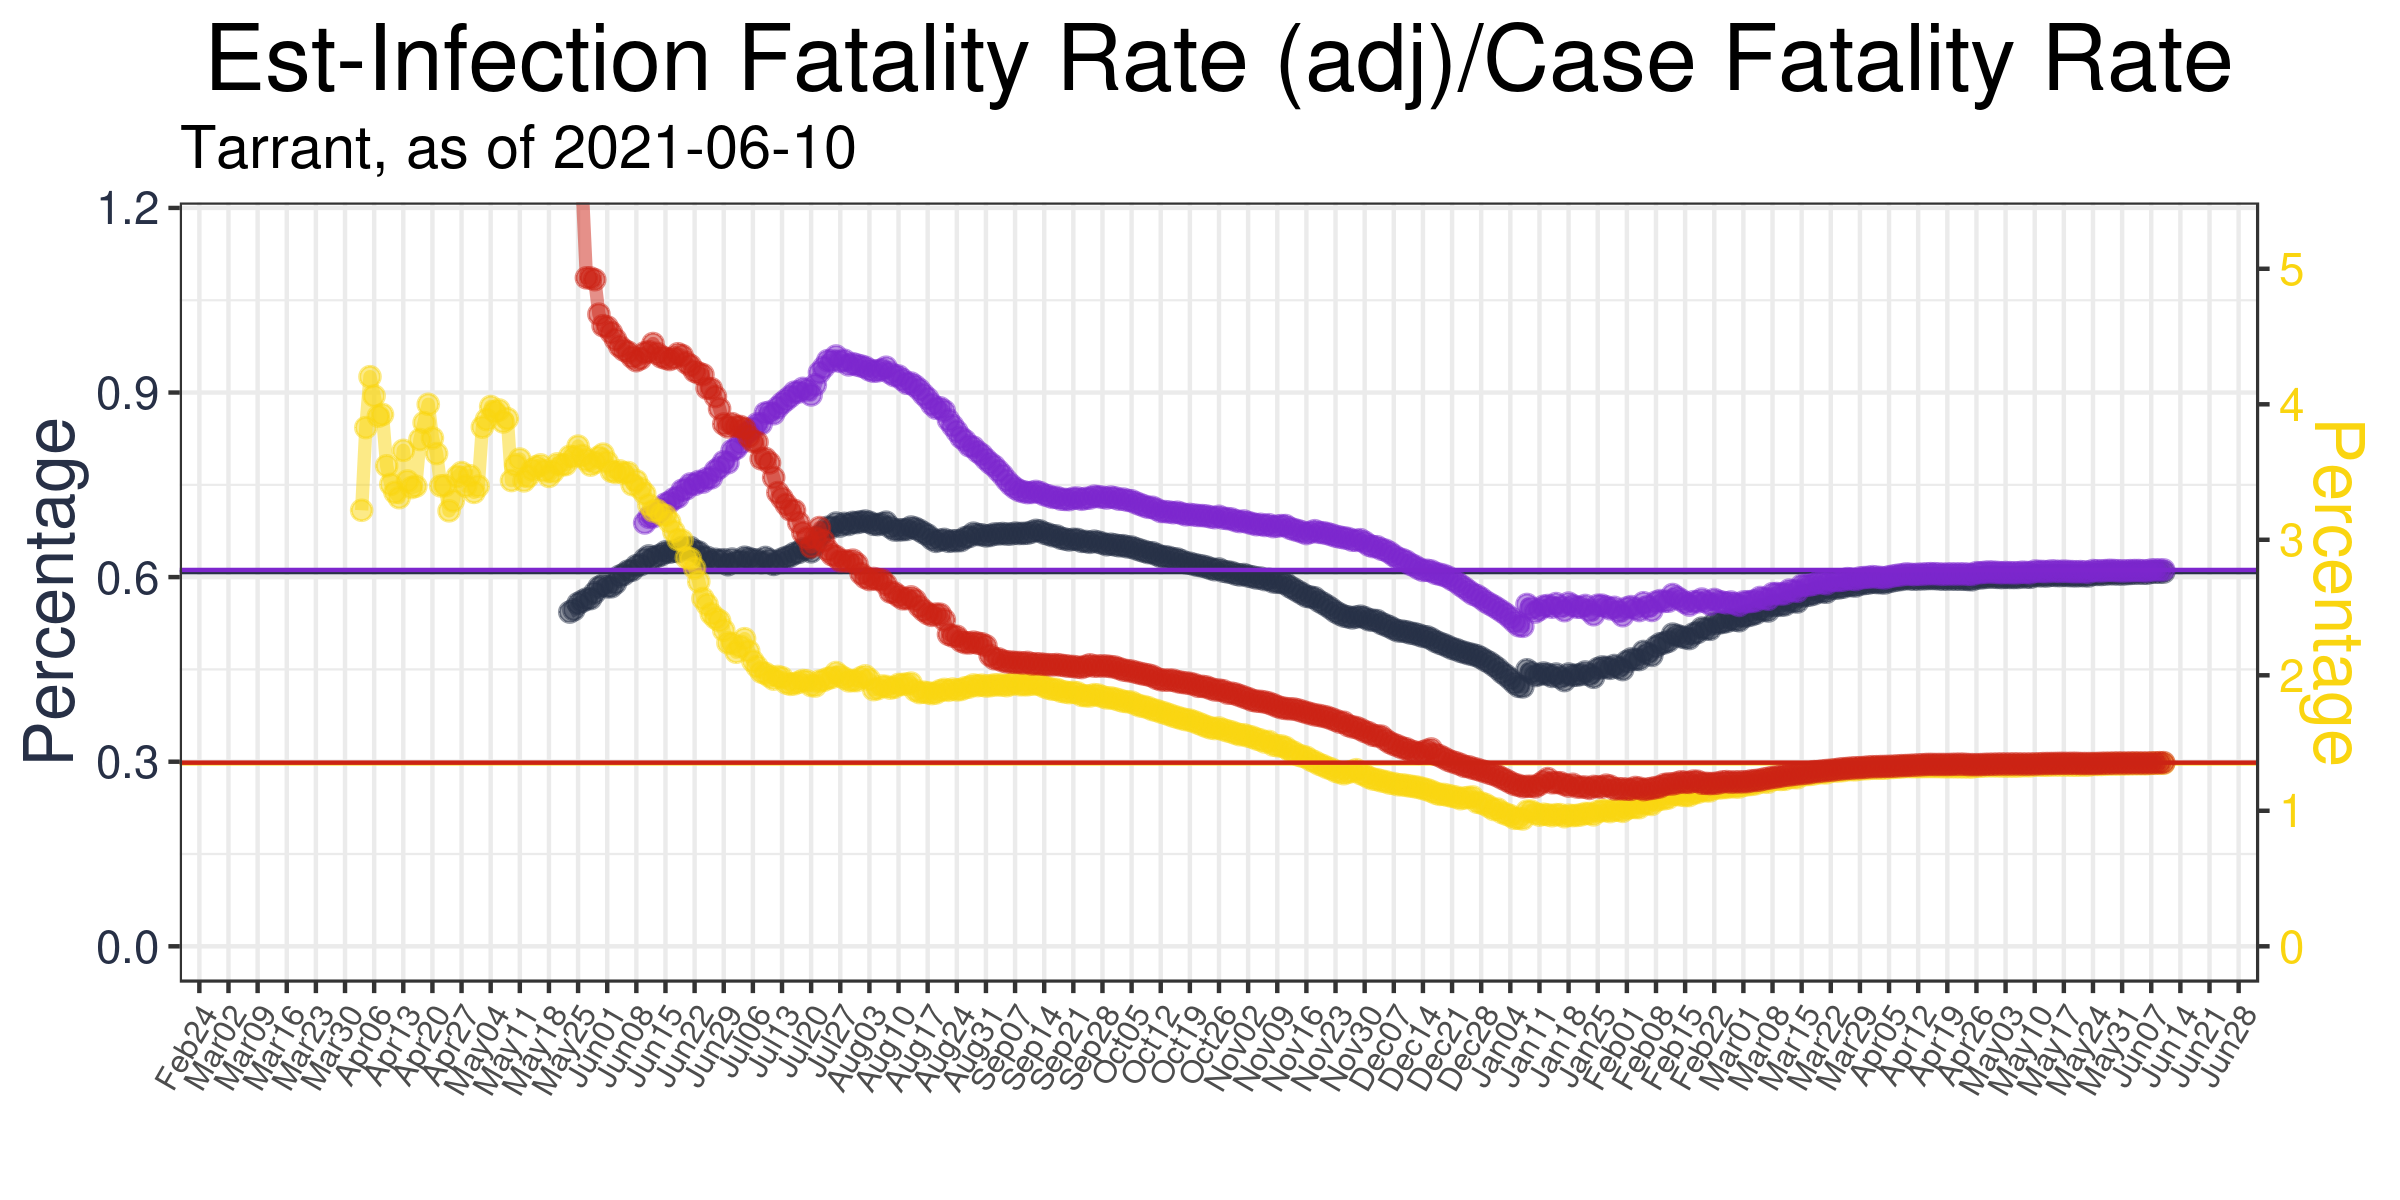 Est-Infection Fatality Rate (adj)/Case Fatality Rate
Tarrant, as of 2021-06-10
Percentage
1.2
0.9
0.6
0.3
0.0
5
4
3
2
1
0
Percentage
Feb24
Mar02
Mar09
Mar16
Mar23
Mar30
Apr06
Apr13
Apr20
Apr27
May04
May11
May18
May25
Jun01
Jun08
Jun15
Jun22
Jun29
Jul06
Jul13
Jul20
Jul27
Aug03
Aug10
Aug17
Aug24
Aug31
Sep07
Sep14
Sep21
Sep28
Oct05
Oct12
Oct19
Oct26
Nov02
Nov09
Nov16
Nov23
Nov30
Dec07
Dec14
Dec21
Dec28
Jan04
Jan11
Jan18
Jan25
Feb01
Feb08
Feb15
Feb22
Mar01
Mar08
Mar15
Mar22
Mar29
Apr05
Apr12
Apr19
Apr26
May03
May10
May17
May24
May31
Jun07
Jun14
Jun21
Jun28